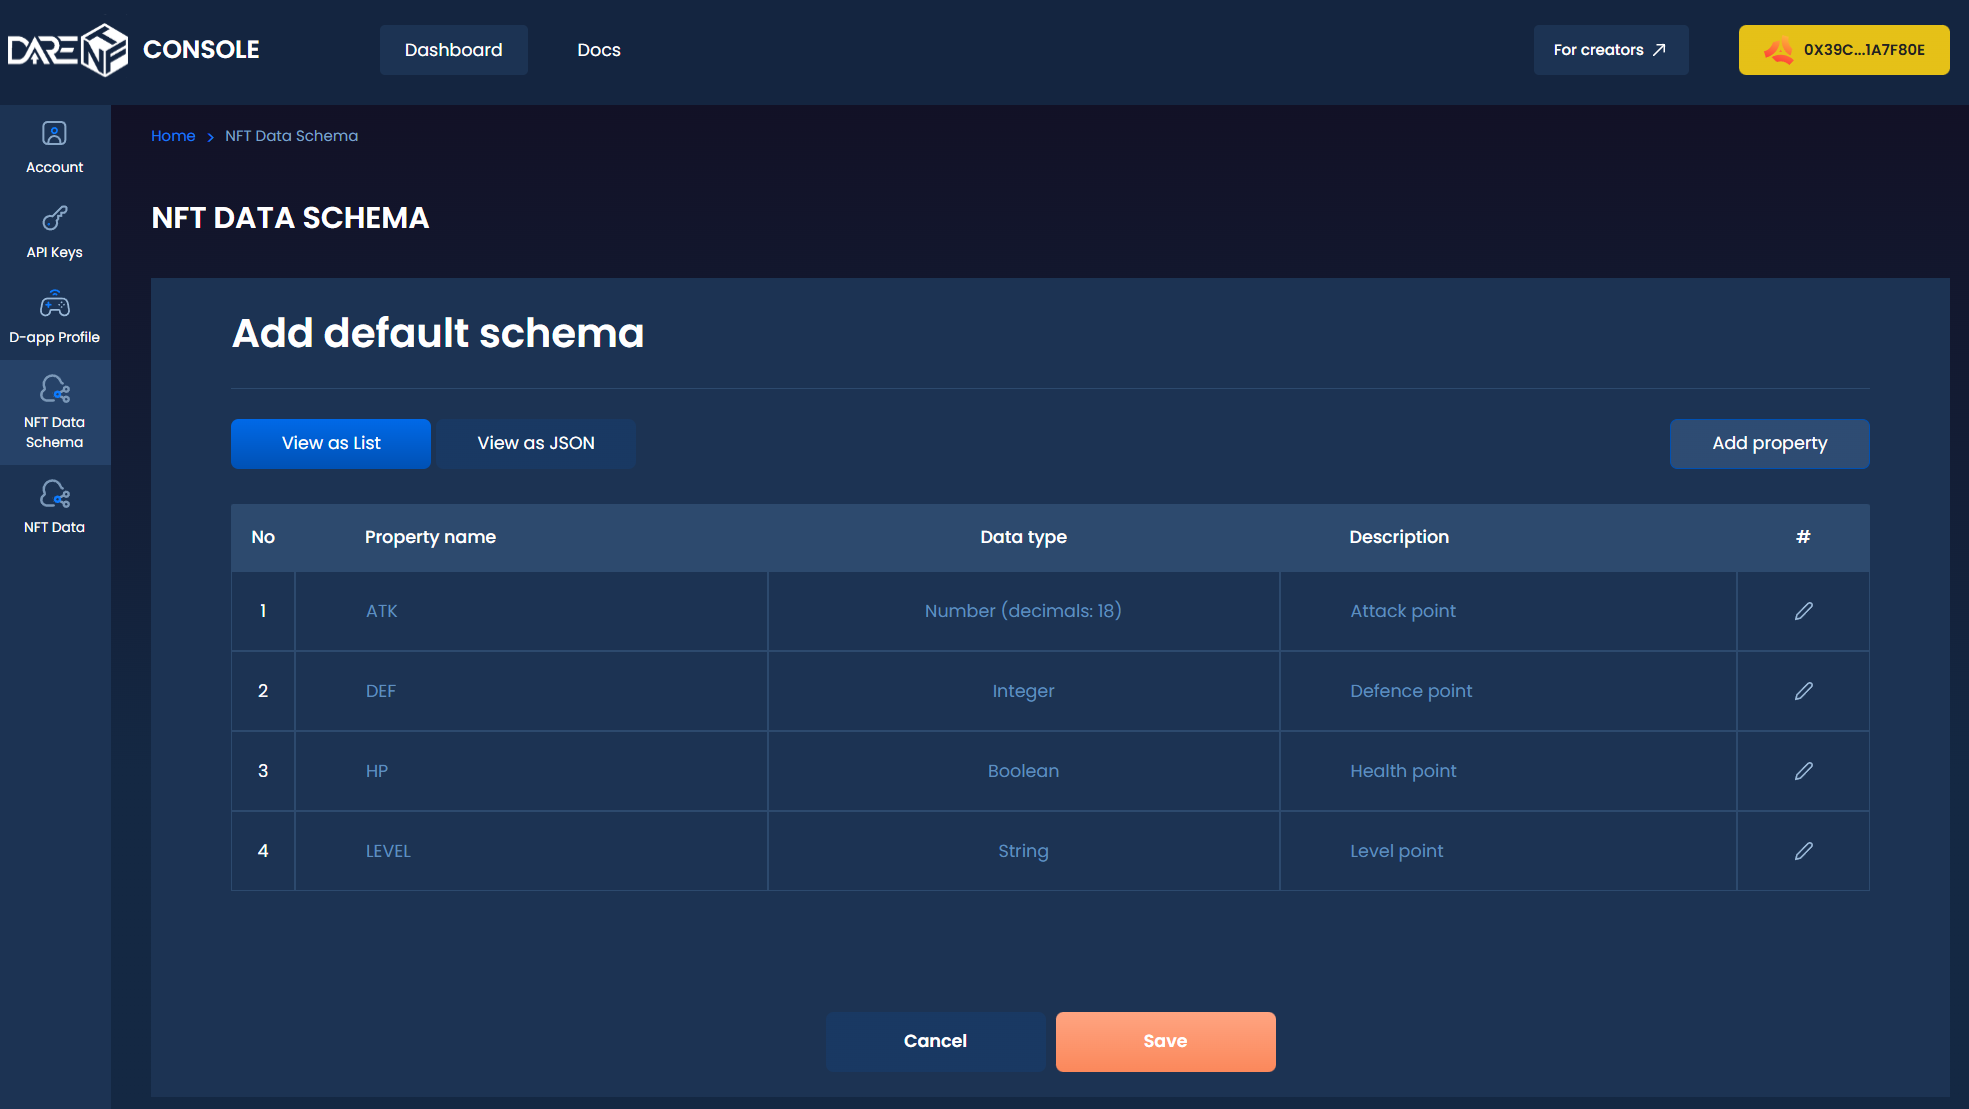 DARE NFT CONSOLE
Dashboard
Docs
For creators
0X39C...1A7F80E
Account
API Keys
D-app Profile
NFT Data
Schema
NFT Data
Home > NFT Data Schema
NFT DATA SCHEMA
Add default schema
View as List
View as JSON
Add property
No Property name Data type Description #
1 ATK Number (decimals: 18) Attack point
2 DEF Integer Defence point
3 HP Boolean Health point
4 LEVEL String Level point
Cancel
Save